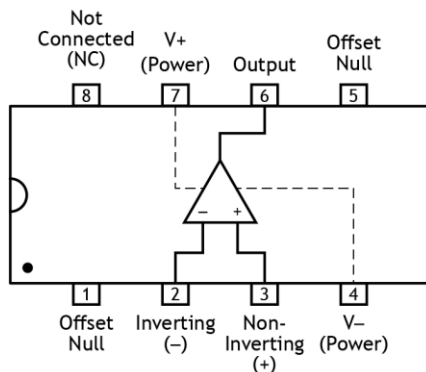 Not
Connected
(NC)
V+
(Power)
Output
Offset
Null
8
7
6
5
–
+
1
2
3
4
Offset
Null
Inverting
(–)
Non-
Inverting
(+)
V–
(Power)